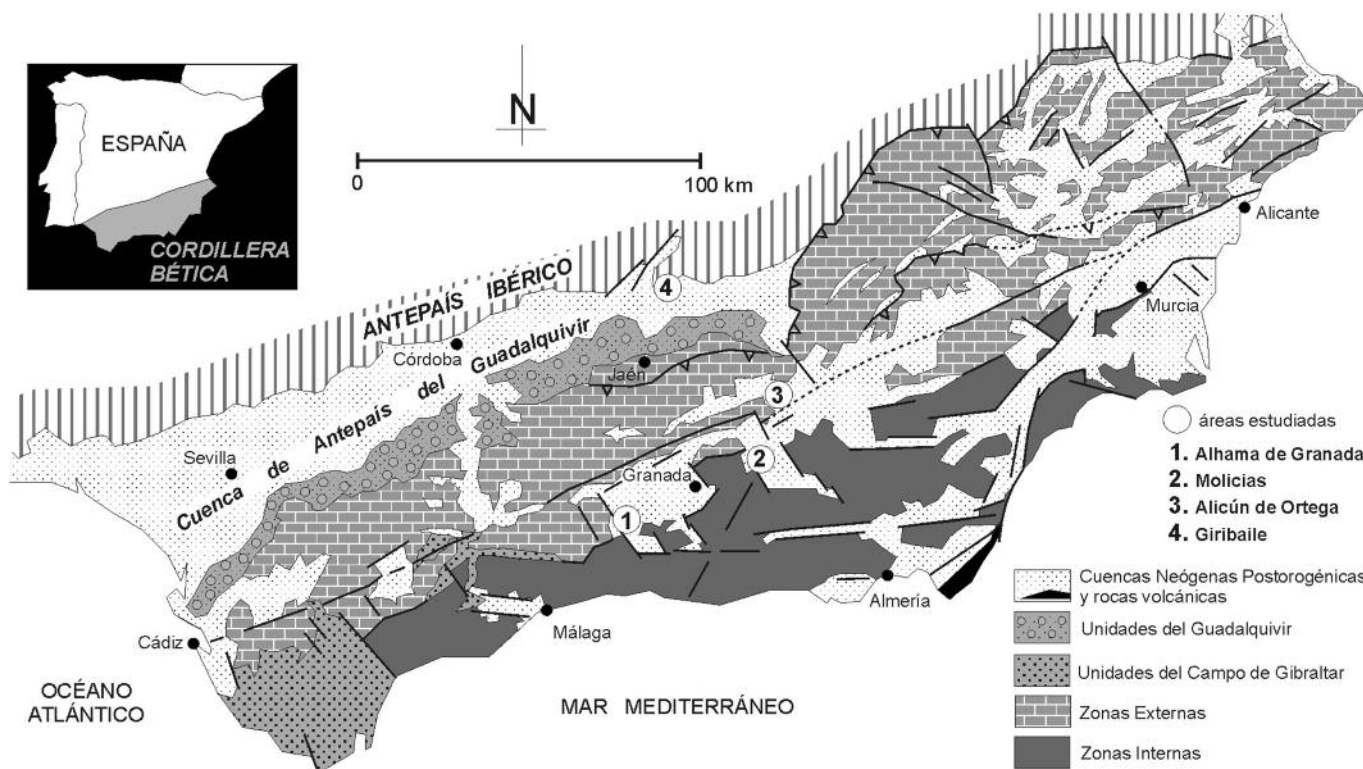 ESPAÑA
CORDILLERA
BÉTICA
N
0
100 km
ANTEPAÍS IBÉRICO
4
Alicante
Murcia
Córdoba
Jaén
Cuenca de Antepaís del Guadalquivir
3
Sevilla
2
Granada
1
áreas estudiadas
1. Alhama de Granada
2. Molicias
3. Alicún de Ortega
4. Giribaile
Almería
Málaga
Cádiz
OCÉANO
ATLÁNTICO
MAR MEDITERRÁNEO
Cuencas Neógenas Postorogénicas
y rocas volcánicas
Unidades del Guadalquivir
Unidades del Campo de Gibraltar
Zonas Externas
Zonas Internas